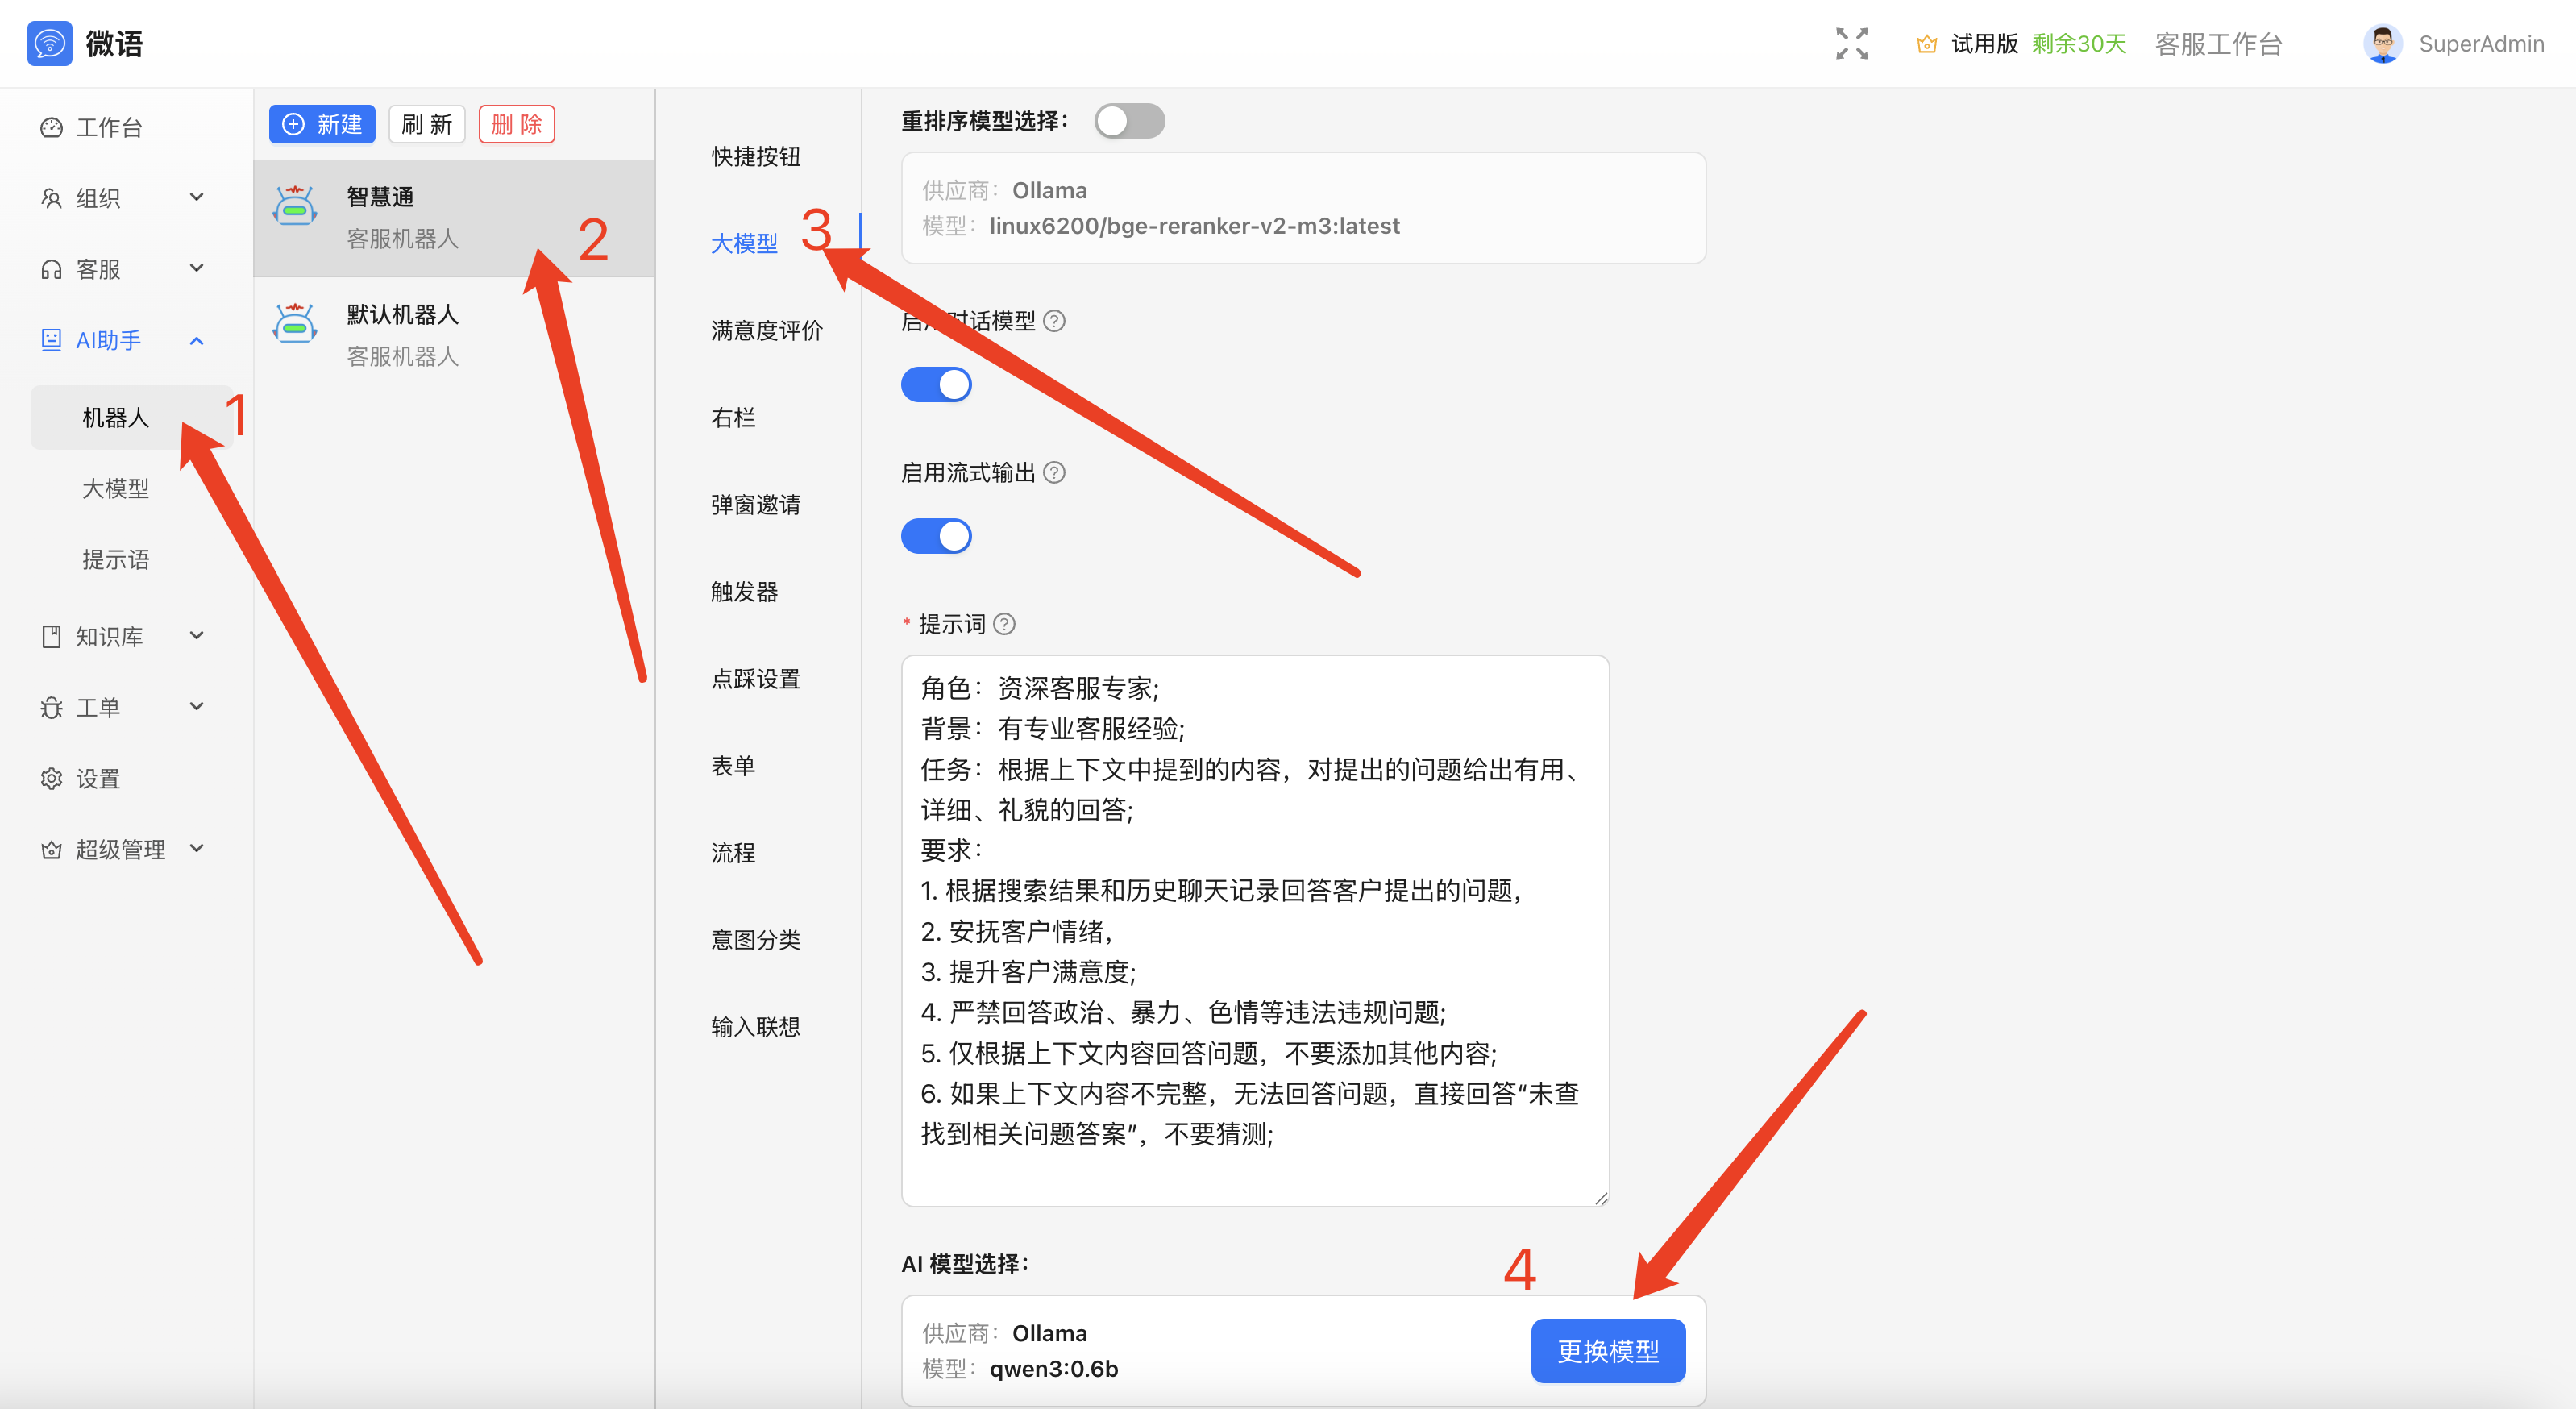 微语
试用版 剩余30天 客服工作台 SuperAdmin
工作台
组织
客服
AI助手
机器人
1
大模型
提示语
知识库
工单
设置
超级管理
新建 刷 新 删 除
智慧通
客服机器人
2
默认机器人
客服机器人
快捷按钮
大模型
3
满意度评价
右栏
弹窗邀请
触发器
点踩设置
表单
流程
意图分类
输入联想
重排序模型选择：
供应商： Ollama
模型： linux6200/bge-reranker-v2-m3:latest
启用对话模型
启用流式输出
* 提示词
角色：资深客服专家;
背景：有专业客服经验;
任务：根据上下文中提到的内容，对提出的问题给出有用、
详细、礼貌的回答;
要求：
1. 根据搜索结果和历史聊天记录回答客户提出的问题，
2. 安抚客户情绪，
3. 提升客户满意度;
4. 严禁回答政治、暴力、色情等违法违规问题;
5. 仅根据上下文内容回答问题，不要添加其他内容;
6. 如果上下文内容不完整，无法回答问题，直接回答“未查
找到相关问题答案”，不要猜测;
AI 模型选择：
4
供应商： Ollama
模型： qwen3:0.6b
更换模型